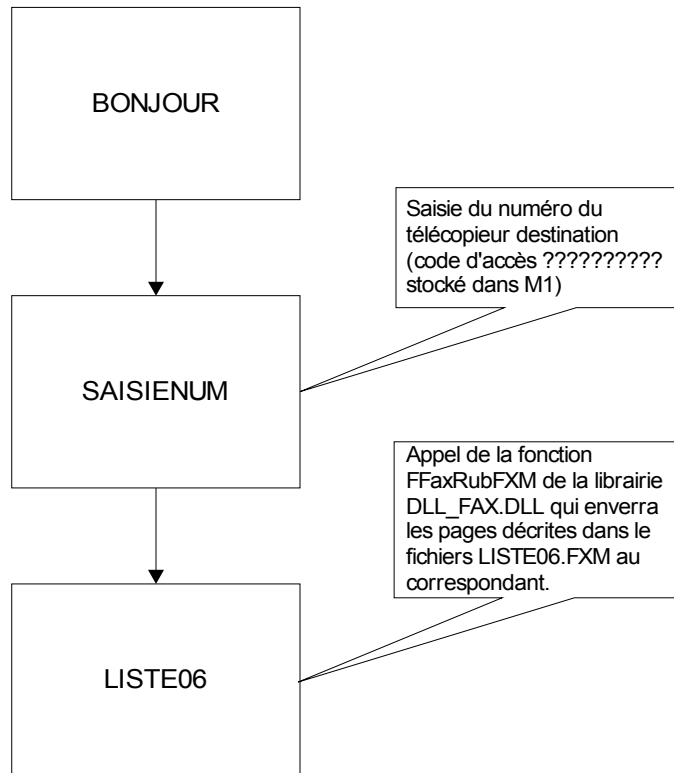 BONJOUR
Saisie du numéro du
télécopieur destination
(code d'accès ??????????
stocké dans M1)
SAISIENUM
Appel de la fonction
FFaxRubFXM de la librairie
DLL_FAX.DLL qui enverra
les pages décrites dans le
fichiers LISTE06.FXM au
correspondant.
LISTE06